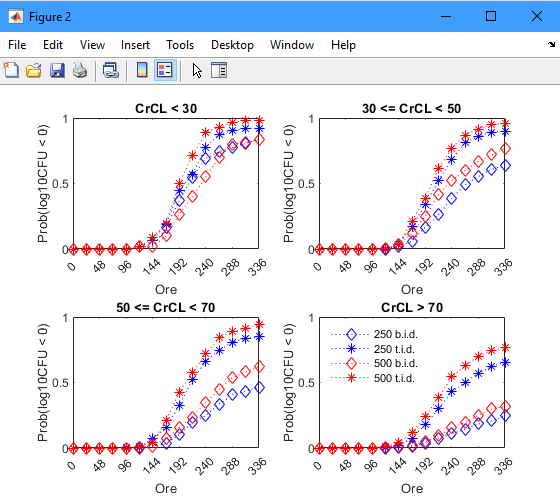 Figure 2
File Edit View Insert Tools Desktop Window Help
CrCL < 30
Prob(log10CFU < 0)
1
0.5
0
0 48 96 144 192 240 288 336
Ore
30 <= CrCL < 50
Prob(log10CFU < 0)
1
0.5
0
0 48 96 144 192 240 288 336
Ore
50 <= CrCL < 70
Prob(log10CFU < 0)
1
0.5
0
0 48 96 144 192 240 288 336
Ore
CrCL > 70
Prob(log10CFU < 0)
1
0.5
0
250 b.i.d.
250 t.i.d.
500 b.i.d.
500 t.i.d.
0 48 96 144 192 240 288 336
Ore